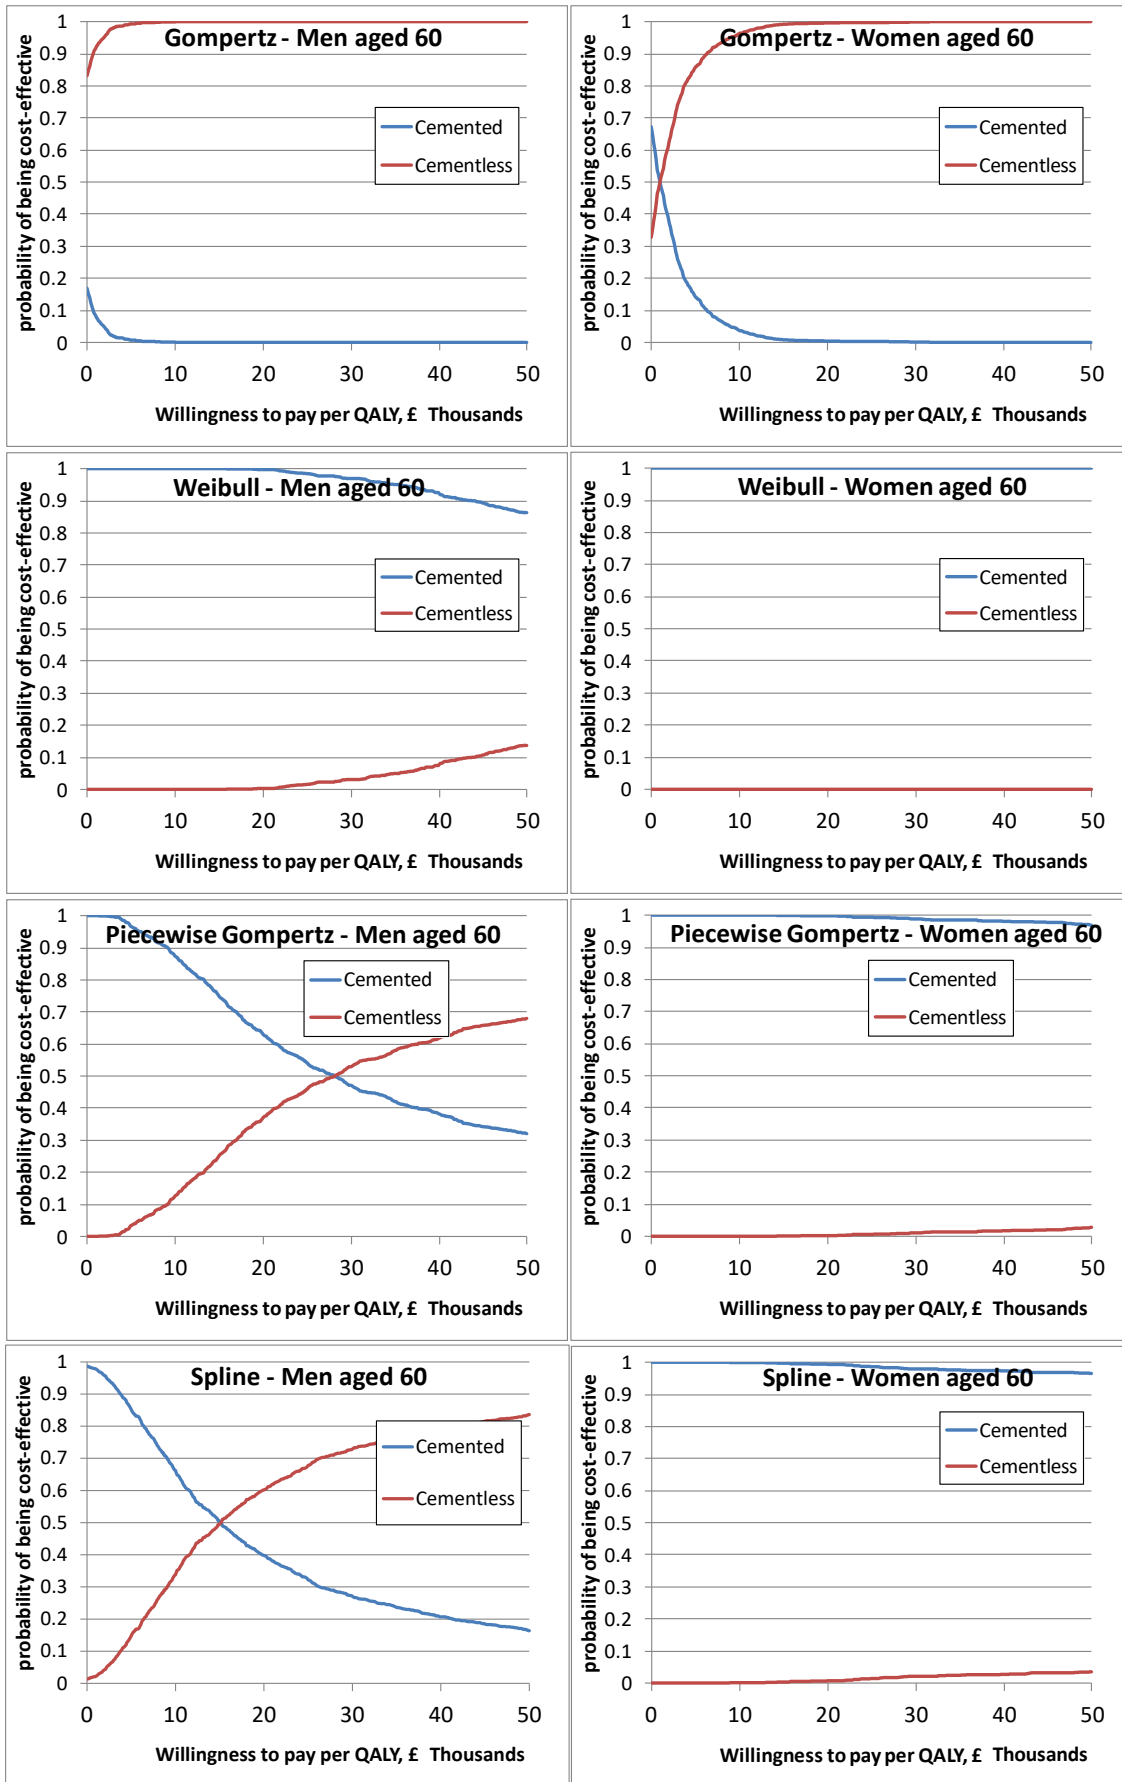 Gompertz - Men aged 60
probability of being cost-effective
1
0.9
0.8
0.7
0.6
0.5
0.4
0.3
0.2
0.1
0
Cemented
Cementless
0 10 20 30 40 50
Willingness to pay per QALY, £ Thousands
Gompertz - Women aged 60
probability of being cost-effective
1
0.9
0.8
0.7
0.6
0.5
0.4
0.3
0.2
0.1
0
Cemented
Cementless
0 10 20 30 40 50
Willingness to pay per QALY, £ Thousands
Weibull - Men aged 60
probability of being cost-effective
1
0.9
0.8
0.7
0.6
0.5
0.4
0.3
0.2
0.1
0
Cemented
Cementless
0 10 20 30 40 50
Willingness to pay per QALY, £ Thousands
Weibull - Women aged 60
probability of being cost-effective
1
0.9
0.8
0.7
0.6
0.5
0.4
0.3
0.2
0.1
0
Cemented
Cementless
0 10 20 30 40 50
Willingness to pay per QALY, £ Thousands
Piecewise Gompertz - Men aged 60
probability of being cost-effective
1
0.9
0.8
0.7
0.6
0.5
0.4
0.3
0.2
0.1
0
Cemented
Cementless
0 10 20 30 40 50
Willingness to pay per QALY, £ Thousands
Piecewise Gompertz - Women aged 60
probability of being cost-effective
1
0.9
0.8
0.7
0.6
0.5
0.4
0.3
0.2
0.1
0
Cemented
Cementless
0 10 20 30 40 50
Willingness to pay per QALY, £ Thousands
Spline - Men aged 60
probability of being cost-effective
1
0.9
0.8
0.7
0.6
0.5
0.4
0.3
0.2
0.1
0
Cemented
Cementless
0 10 20 30 40 50
Willingness to pay per QALY, £ Thousands
Spline - Women aged 60
probability of being cost-effective
1
0.9
0.8
0.7
0.6
0.5
0.4
0.3
0.2
0.1
0
Cemented
Cementless
0 10 20 30 40 50
Willingness to pay per QALY, £ Thousands